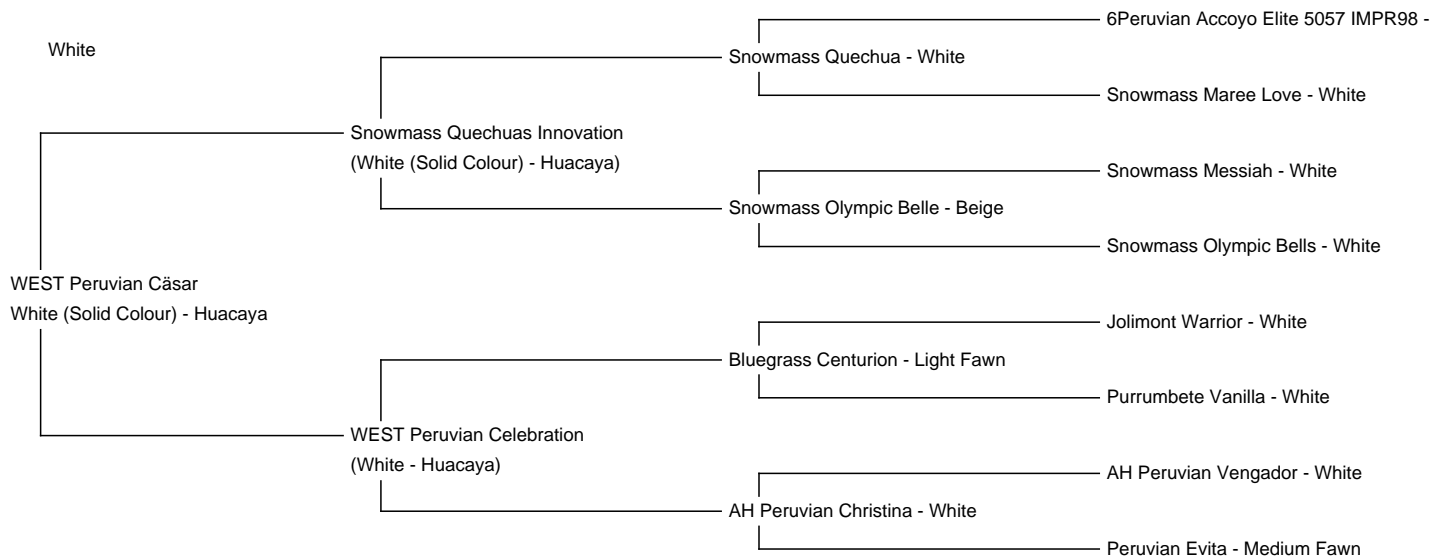 6Peruvian Accoyo Elite 5057 IMPR98 -
White
Snowmass Quechua - White
Snowmass Maree Love - White
Snowmass Quechuas Innovation
(White (Solid Colour) - Huacaya)
Snowmass Messiah - White
Snowmass Olympic Belle - Beige
Snowmass Olympic Bells - White
WEST Peruvian Cäsar
White (Solid Colour) - Huacaya
Jolimont Warrior - White
Bluegrass Centurion - Light Fawn
Purrumbete Vanilla - White
WEST Peruvian Celebration
(White - Huacaya)
AH Peruvian Vengador - White
AH Peruvian Christina - White
Peruvian Evita - Medium Fawn